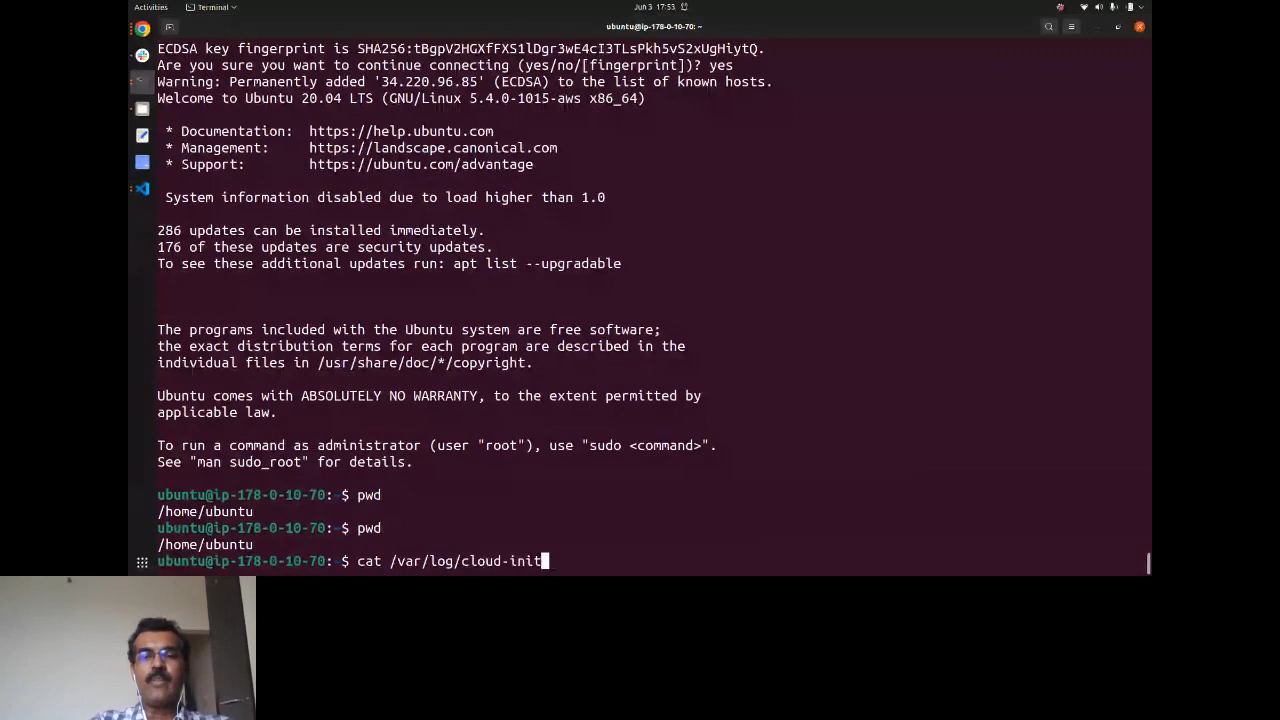 Activities
Terminal
Jun 3 17:53
ubuntu@ip-178-0-10-70: ~
ECDSA key fingerprint is SHA256:tBgpV2HGXfFXS1lDgr3wE4cI3TLsPkh5vS2xUgHiytQ.
Are you sure you want to continue connecting (yes/no/[fingerprint])? yes
Warning: Permanently added '34.220.96.85' (ECDSA) to the list of known hosts.
Welcome to Ubuntu 20.04 LTS (GNU/Linux 5.4.0-1015-aws x86_64)
* Documentation: https://help.ubuntu.com
* Management: https://landscape.canonical.com
* Support: https://ubuntu.com/advantage
System information disabled due to load higher than 1.0
286 updates can be installed immediately.
176 of these updates are security updates.
To see these additional updates run: apt list --upgradable
The programs included with the Ubuntu system are free software;
the exact distribution terms for each program are described in the
individual files in /usr/share/doc/*/copyright.
Ubuntu comes with ABSOLUTELY NO WARRANTY, to the extent permitted by
applicable law.
To run a command as administrator (user "root"), use "sudo <command>".
See "man sudo_root" for details.
ubuntu@ip-178-0-10-70:~$ pwd
/home/ubuntu
ubuntu@ip-178-0-10-70:~$ pwd
/home/ubuntu
ubuntu@ip-178-0-10-70:~$ cat /var/log/cloud-init